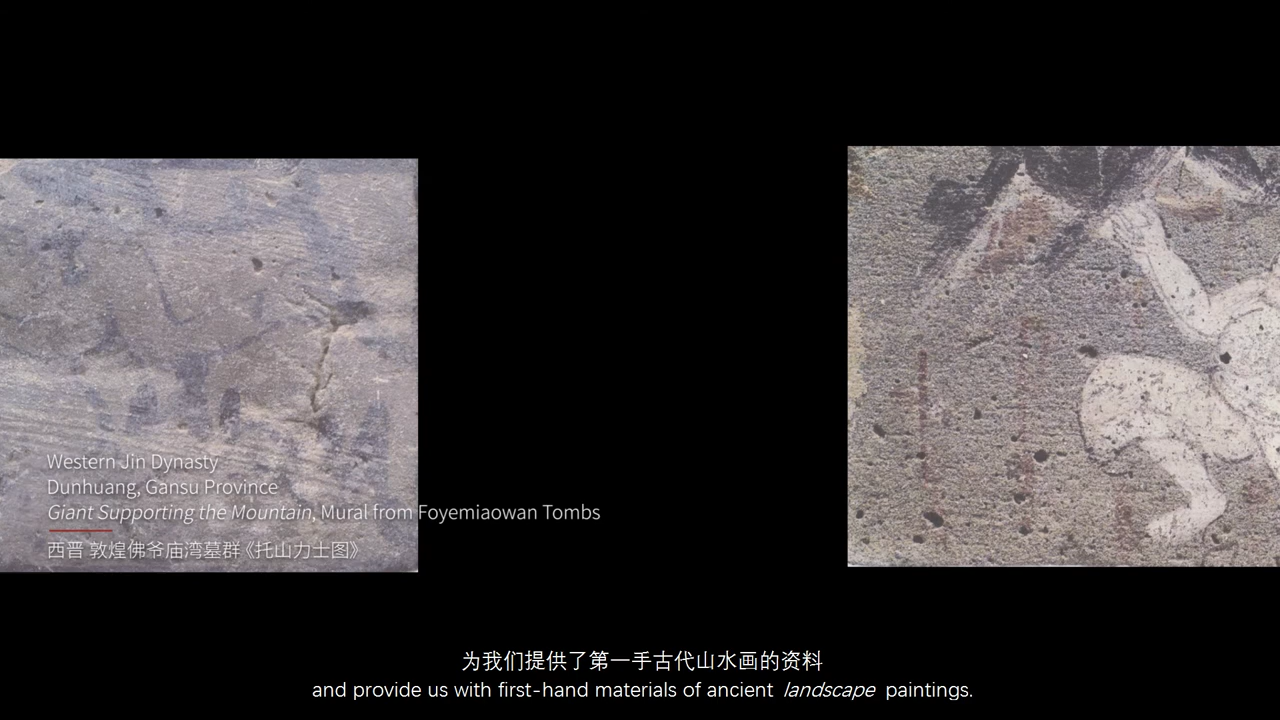 Western Jin Dynasty
Dunhuang, Gansu Province
Giant Supporting the Mountain, Mural from Foyemiaowan Tombs
西晋 敦煌佛爷庙湾墓群《托山力士图》
为我们提供了第一手古代山水画的资料
and provide us with first-hand materials of ancient landscape paintings.